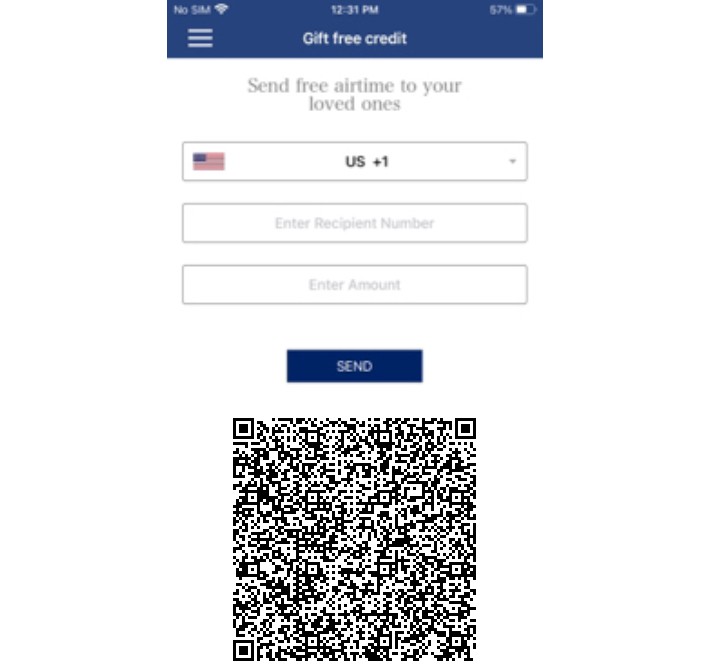 No SIM 12:31 PM 57%
Gift free credit
Send free airtime to your
loved ones
US +1
Enter Recipient Number
Enter Amount
SEND